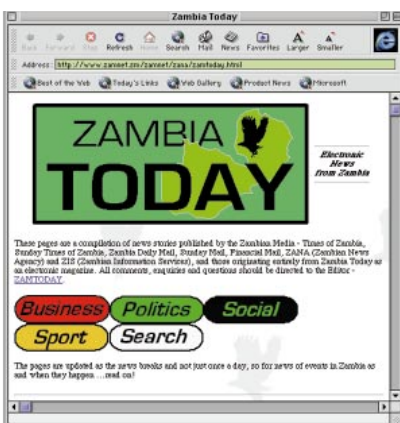 Zambia Today
Back Forward Stop Refresh Home Search Mail News Favorites Larger Smaller
Address: http://www.zamnet.zm/zamnet/zana/zamtoday.html
Best of the Web Today's Links Web Gallery Product News Microsoft
ZAMBIA
TODAY
Electronic
News
from Zambia
These pages are a compilation of news stories published by the Zambian Media - Times of Zambia,
Sunday Times of Zambia, Zambia Daily Mail, Sunday Mail, Financial Mail, ZANA (Zambian News
Agency) and ZIS (Zambian Information Services), and those originating entirely from Zambia Today as
an electronic magazine. All comments, enquiries and questions should be directed to the Editor -
ZAMTODAY.
Business Politics Social
Sport Search
The pages are updated as the news breaks and not just once a day, so for news of events in Zambia as
and when they happen....read on!